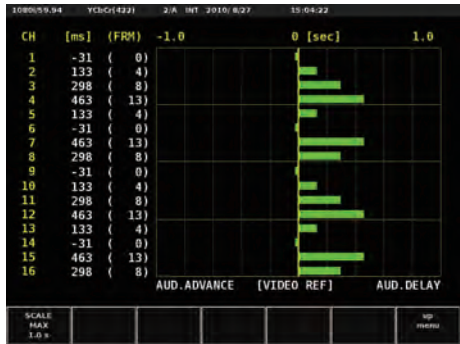 1080i/59.94 YCbCr(422) 2/A INT 2010/ 8/27 15:04:22
CH [ms] (FRM) -1.0 0 [sec] 1.0
1 -31 ( 0)
2 133 ( 4)
3 298 ( 8)
4 463 ( 13)
5 133 ( 4)
6 -31 ( 0)
7 463 ( 13)
8 298 ( 8)
9 -31 ( 0)
10 133 ( 4)
11 298 ( 8)
12 463 ( 13)
13 133 ( 4)
14 -31 ( 0)
15 463 ( 13)
16 298 ( 8)
AUD.ADVANCE [VIDEO REF] AUD.DELAY
SCALE
MAX
1.0 s
up
menu